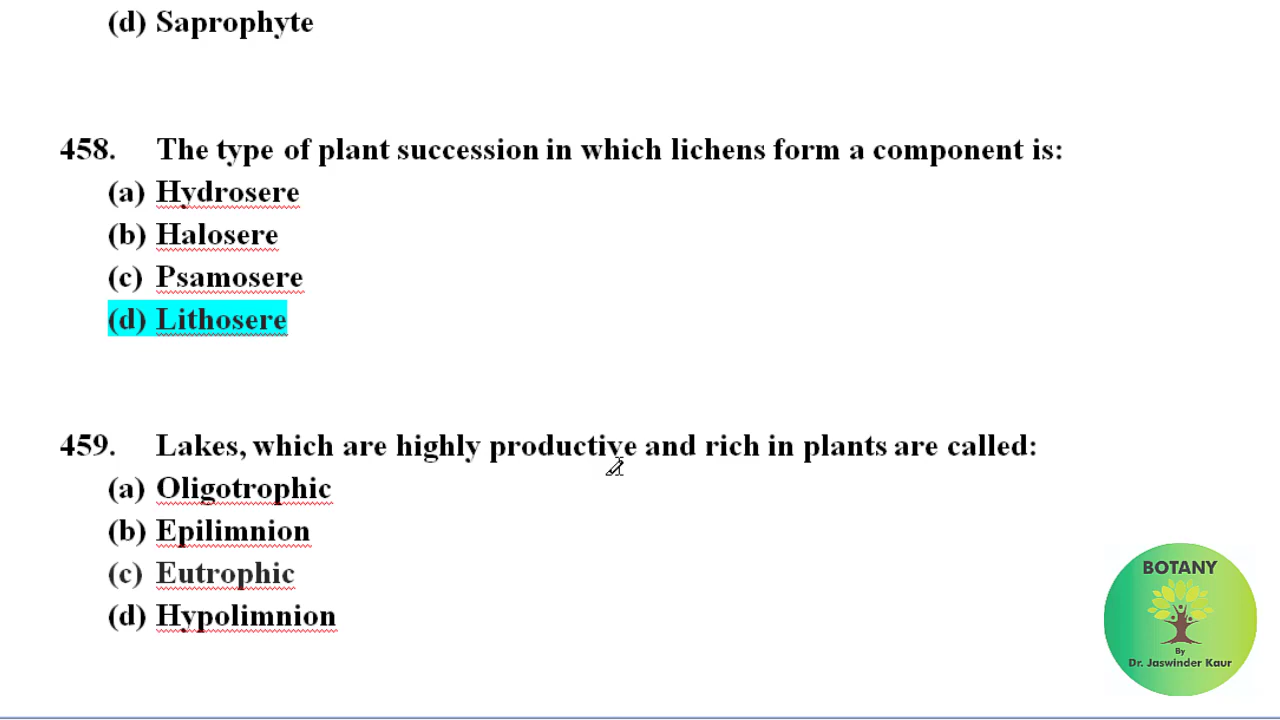 (d) Saprophyte
458. The type of plant succession in which lichens form a component is:
(a) Hydrosere
(b) Halosere
(c) Psamosere
(d) Lithosere
459. Lakes, which are highly productive and rich in plants are called:
(a) Oligotrophic
(b) Epilimnion
(c) Eutrophic
(d) Hypolimnion
BOTANY
By
Dr. Jaswinder Kaur